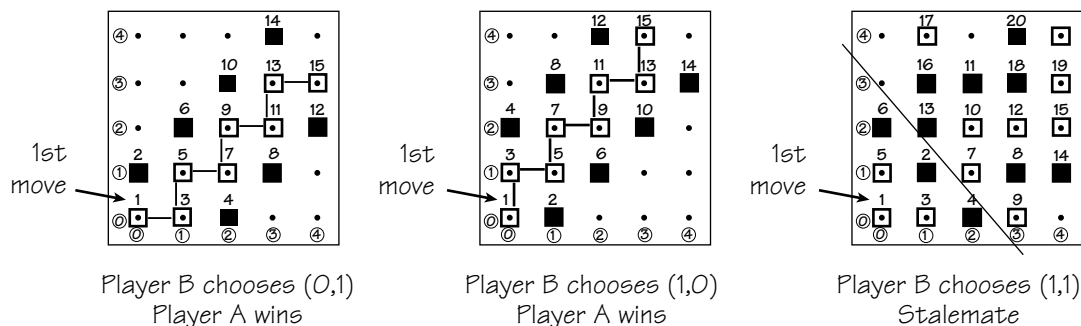 14
④
10 13 15
③
6 9 11 12
②
2 5 7 8
①
1st
move
1 3 4
⓪
⓪ ① ② ③ ④
Player B chooses (0,1)
Player A wins
12 15
④
8 11 13 14
③
4 7 9 10
②
3 5 6
①
1st
move
1 2
⓪
⓪ ① ② ③ ④
Player B chooses (1,0)
Player A wins
17 20
④
16 11 18 19
③
6 13 10 12 15
②
5 2 7 8 14
①
1st
move
1 3 4 9
⓪
⓪ ① ② ③ ④
Player B chooses (1,1)
Stalemate